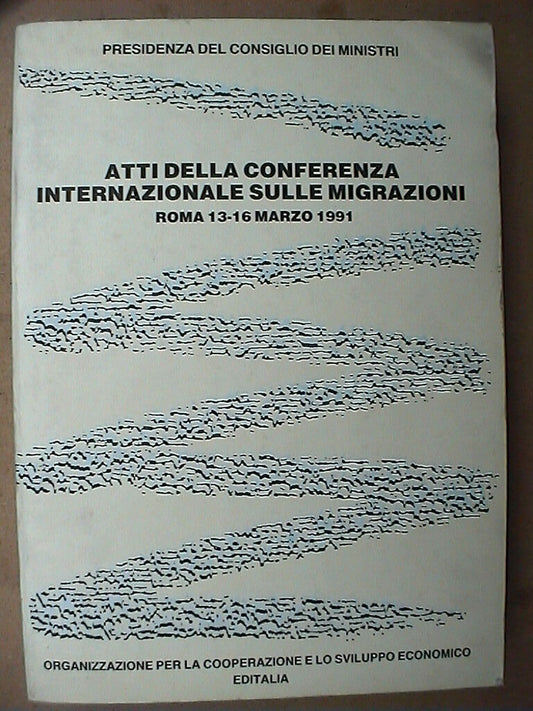 PRESIDENZA DEL CONSIGLIO DEI MINISTRI
ATTI DELLA CONFERENZA
INTERNAZIONALE SULLE MIGRAZIONI
ROMA 13-16 MARZO 1991
ORGANIZZAZIONE PER LA COOPERAZIONE E LO SVILUPPO ECONOMICO
EDITALIA